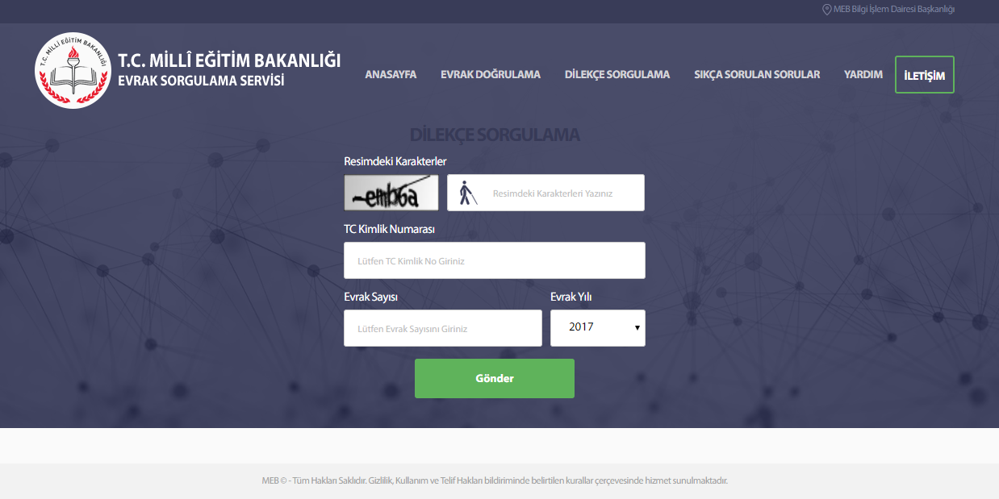 MEB Bilgi İşlem Dairesi Başkanlığı
T.C. MİLLÎ EĞİTİM BAKANLIĞI
T.C. MİLLÎ EĞİTİM BAKANLIĞI
EVRAK SORGULAMA SERVİSİ
ANASAYFA EVRAK DOĞRULAMA DİLEKÇE SORGULAMA SIKÇA SORULAN SORULAR YARDIM İLETİŞİM
DİLEKÇE SORGULAMA
Resimdeki Karakterler
emb6a Resimdeki Karakterleri Yazınız
TC Kimlik Numarası
Lütfen TC Kimlik No Giriniz
Evrak Sayısı Evrak Yılı
Lütfen Evrak Sayısını Giriniz 2017
Gönder
MEB © - Tüm Hakları Saklıdır. Gizlilik, Kullanım ve Telif Hakları bildiriminde belirtilen kurallar çerçevesinde hizmet sunulmaktadır.